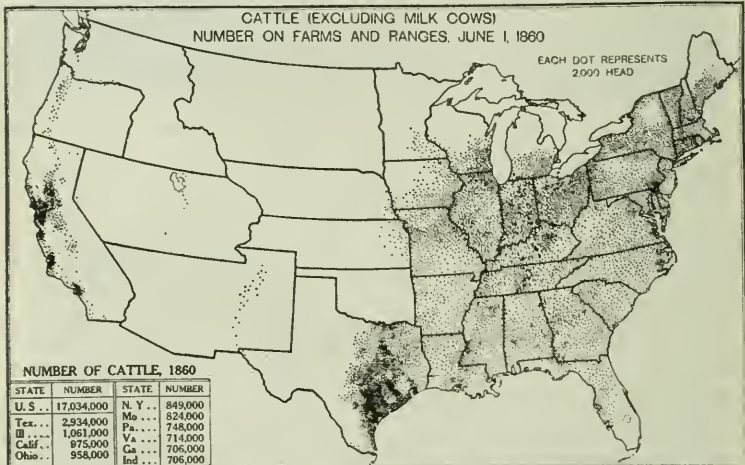 CATTLE (EXCLUDING MILK COWS)
NUMBER ON FARMS AND RANGES, JUNE 1, 1860
EACH DOT REPRESENTS
2,000 HEAD
NUMBER OF CATTLE, 1860
STATE NUMBER STATE NUMBER
U.S .. 17,034,000 N. Y .. 849,000
Tex... 2,934,000 Mo ... 824,000
Ill .... 1,061,000 Pa.... 748,000
Calif .. 975,000 Va ... 714,000
Ohio .. 958,000 Ga ... 706,000
Ind ... 706,000